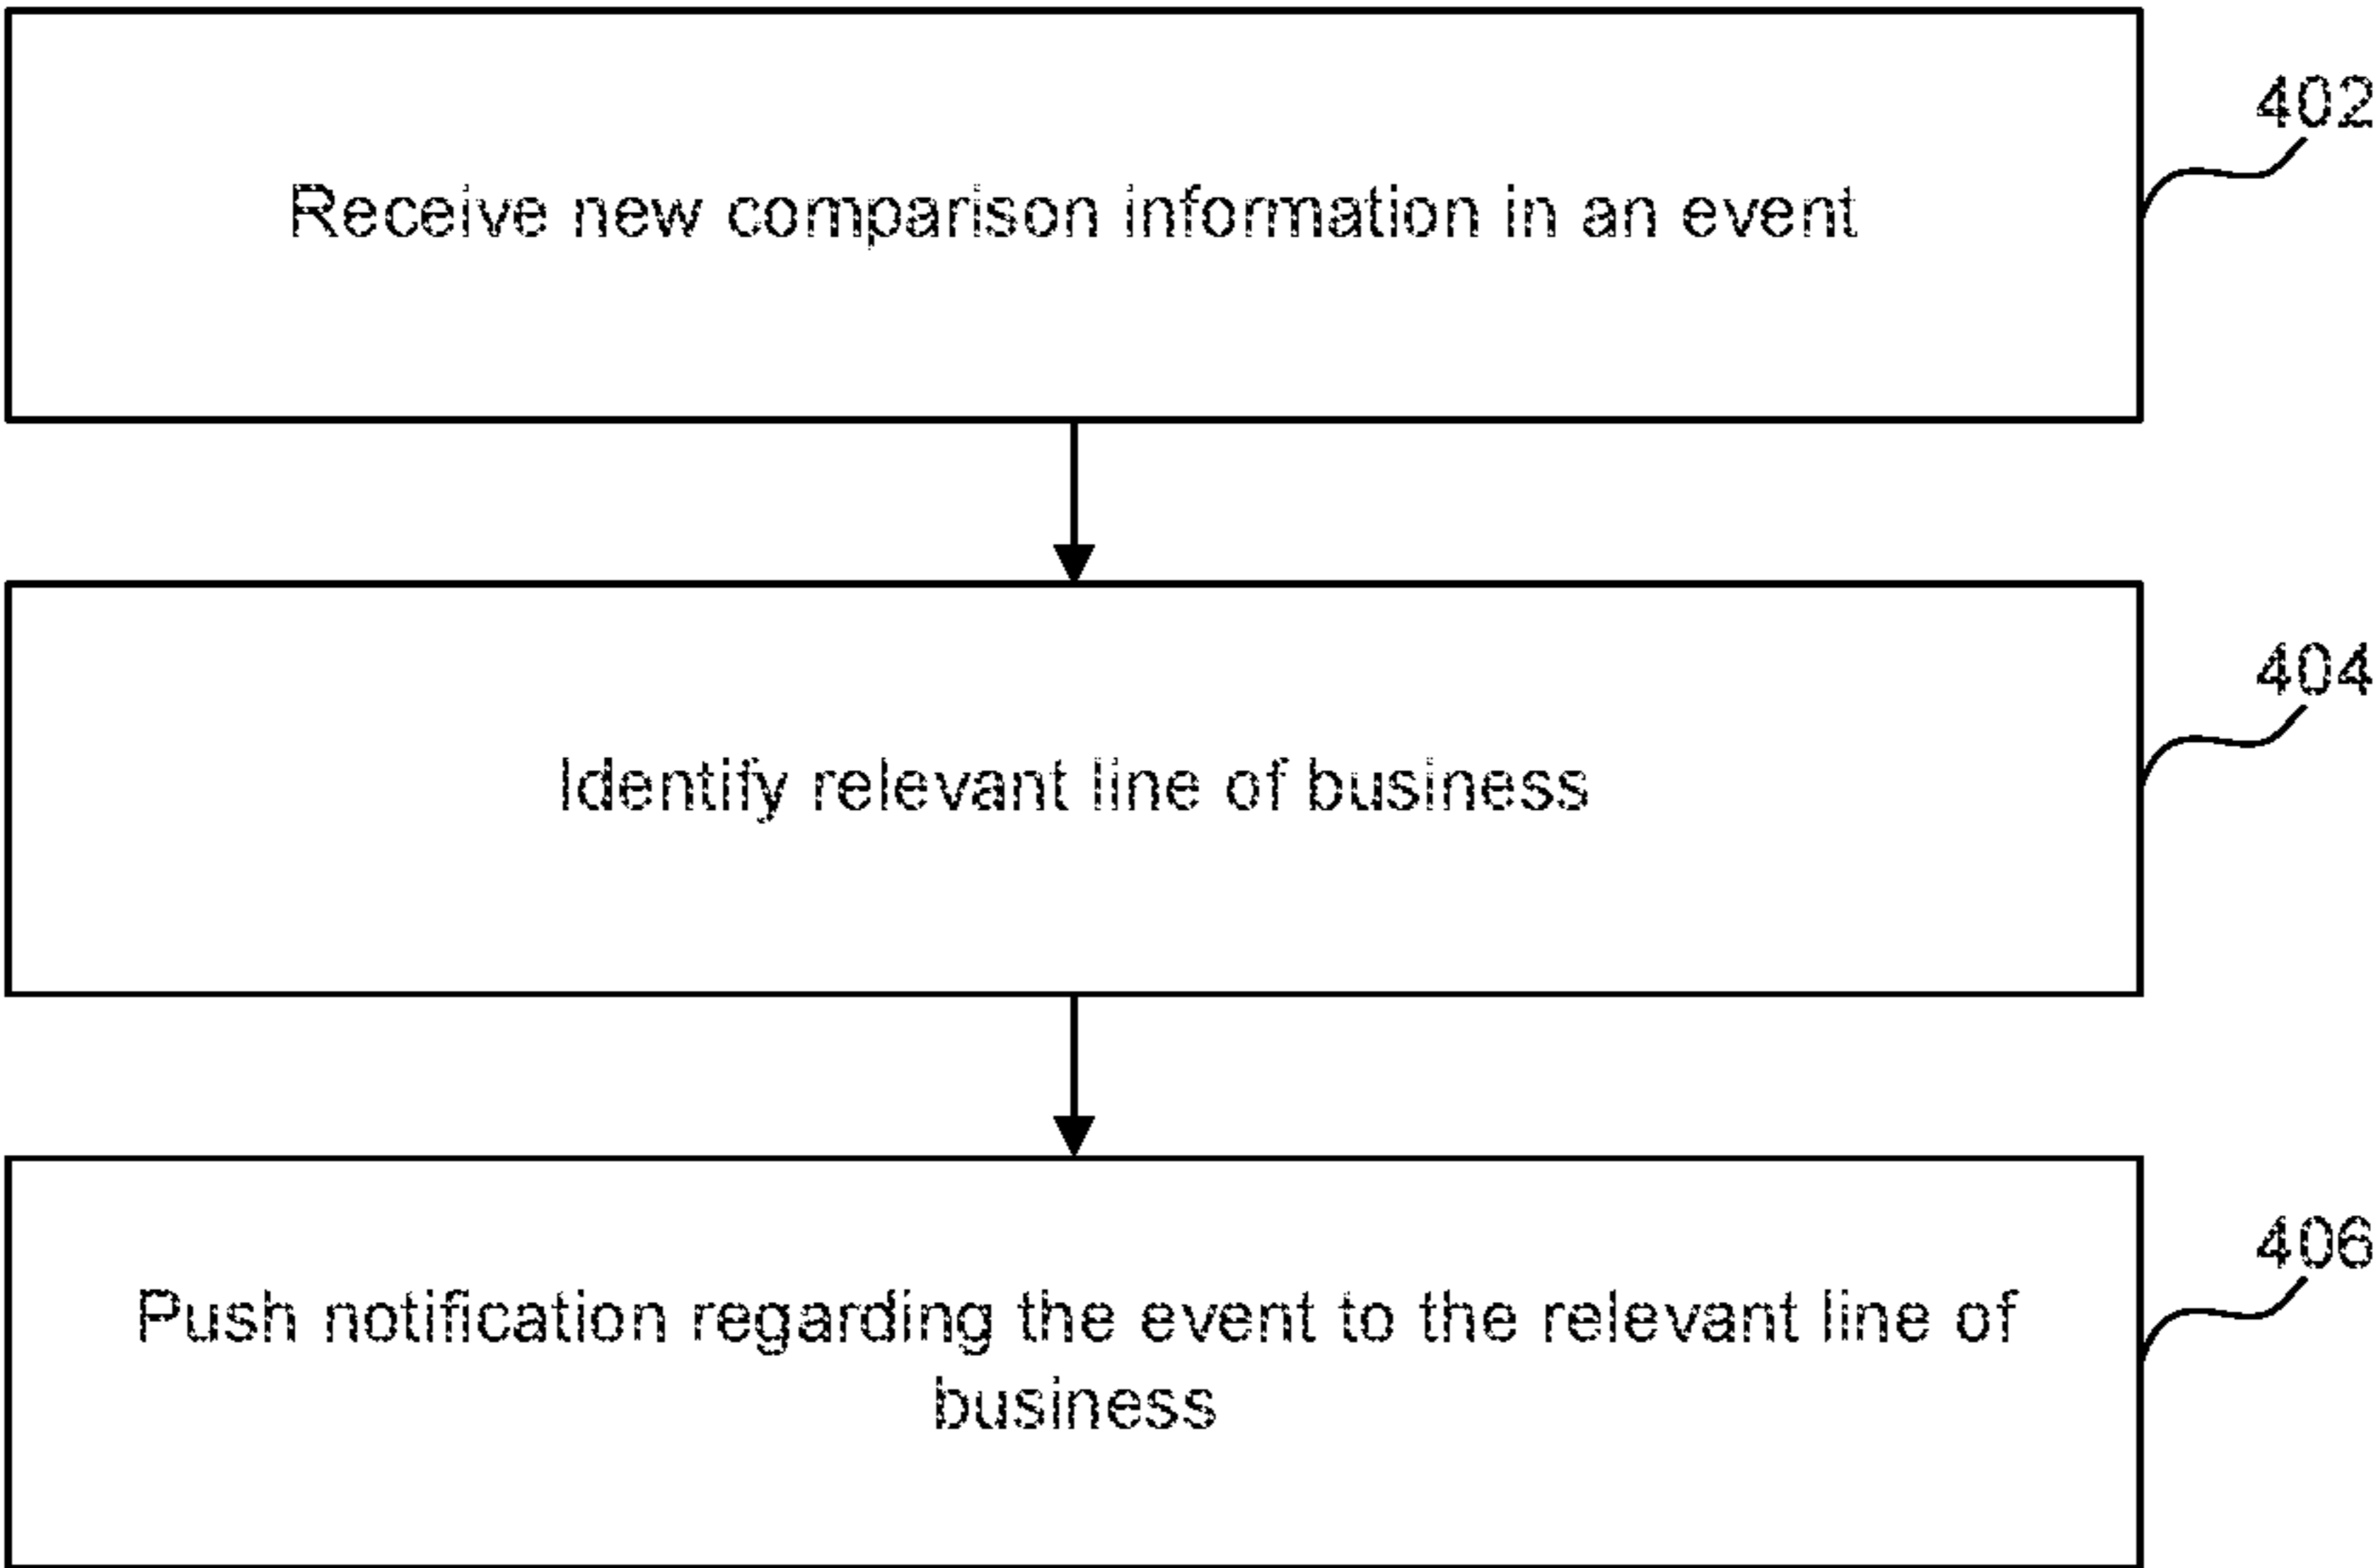 402
Receive new comparison information in an event
404
Identify relevant line of business
406
Push notification regarding the event to the relevant line of
business